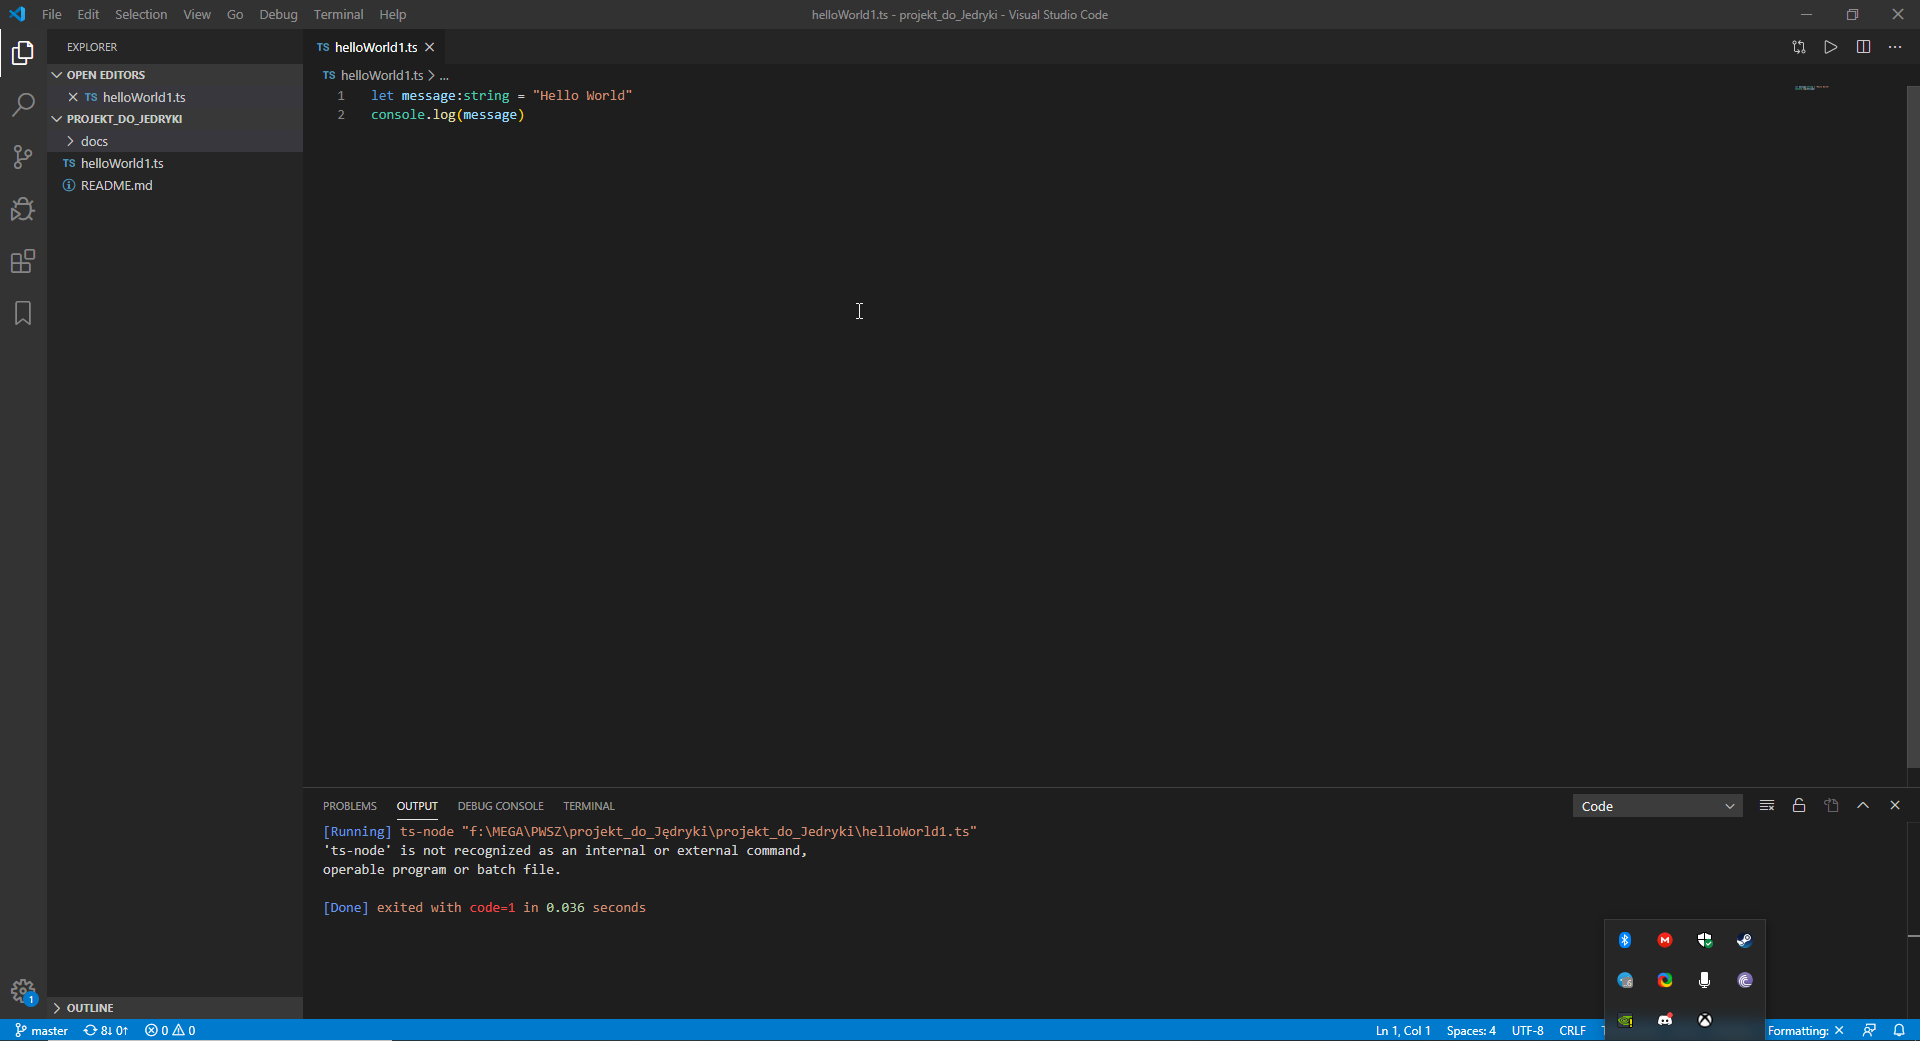 File Edit Selection View Go Debug Terminal Help
helloWorld1.ts - projekt_do_Jedryki - Visual Studio Code
EXPLORER
OPEN EDITORS
TS helloWorld1.ts
PROJEKT_DO_JEDRYKI
docs
TS helloWorld1.ts
README.md
OUTLINE
TS helloWorld1.ts
TS helloWorld1.ts > ...
1 let message:string = "Hello World"
2 console.log(message)
PROBLEMS OUTPUT DEBUG CONSOLE TERMINAL
Code
[Running] ts-node "f:\MEGA\PWSZ\projekt_do_Jędryki\projekt_do_Jedryki\helloWorld1.ts"
'ts-node' is not recognized as an internal or external command,
operable program or batch file.
[Done] exited with code=1 in 0.036 seconds
1
master 8↓ 0↑ 0 0
Ln 1, Col 1 Spaces: 4 UTF-8 CRLF Formatting: ✕